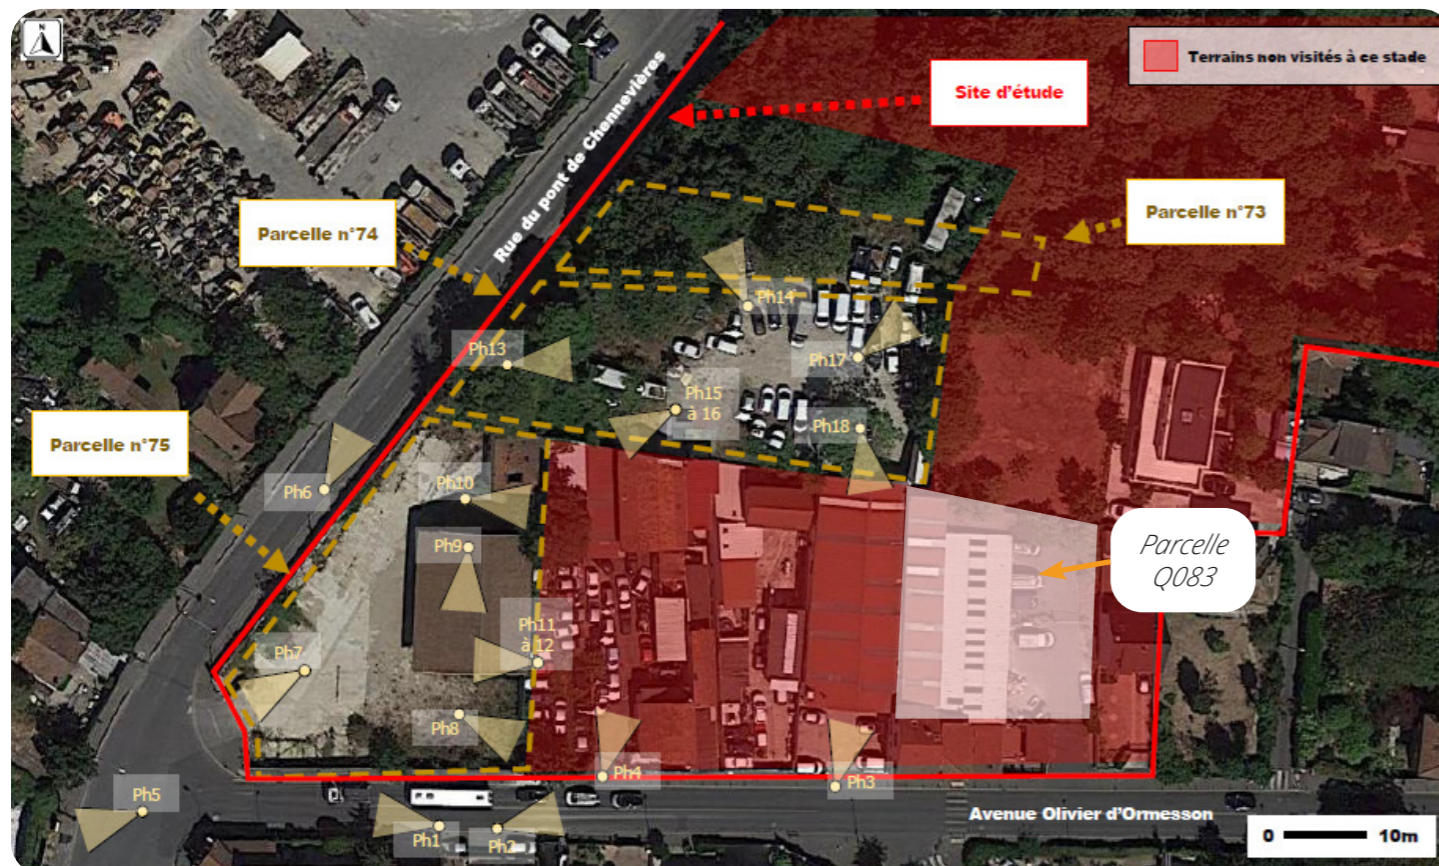 N
Terrains non visités à ce stade
Site d'étude
Rue du pont de Chennevières
Parcelle n°74
Parcelle n°73
Ph14
Ph13
Ph17
Ph15
à 16
Ph18
Parcelle n°75
Ph6
Ph10
Ph9
Parcelle
Q083
Ph11
à 12
Ph7
Ph8
Ph4
Ph3
Ph5
Ph1
Ph2
Avenue Olivier d'Ormesson
0 10m